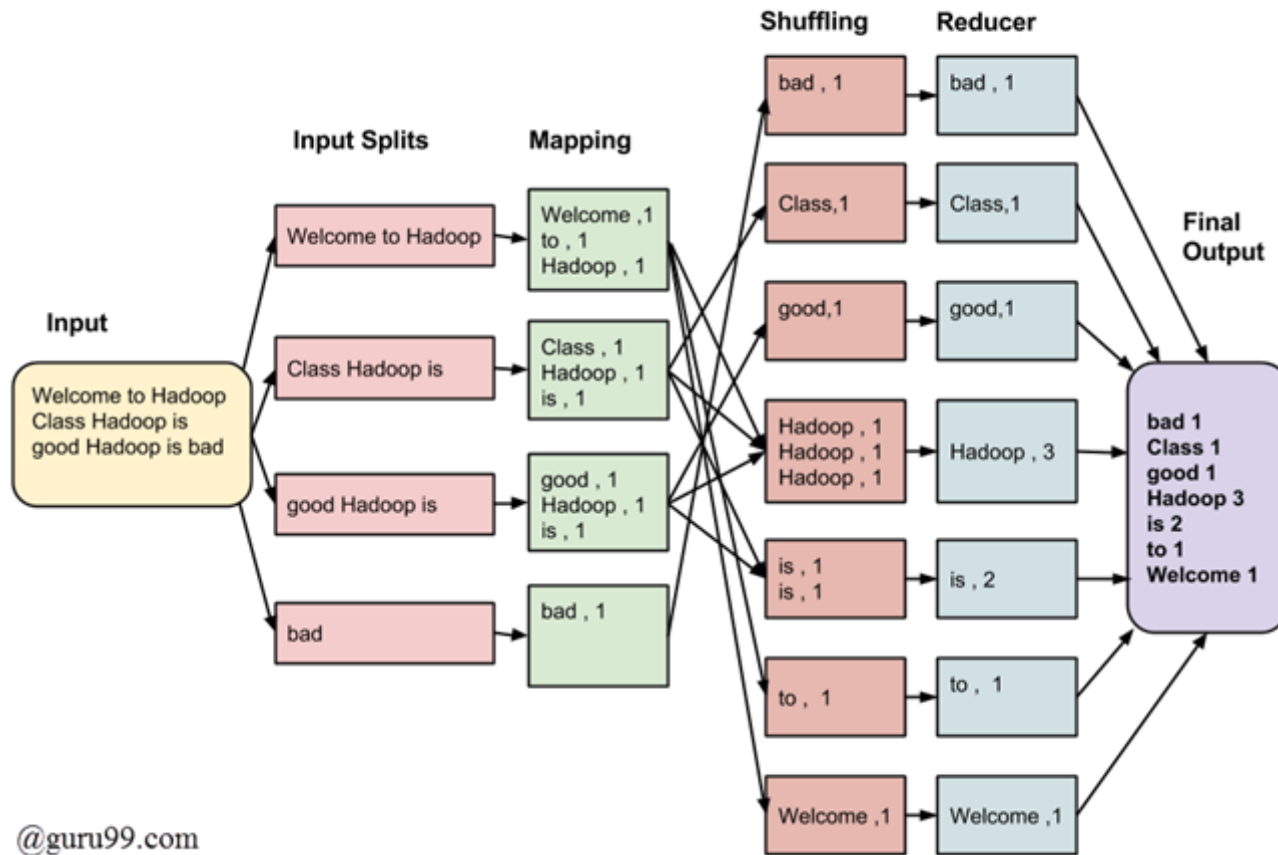 Input
Welcome to Hadoop
Class Hadoop is
good Hadoop is bad
Input Splits
Welcome to Hadoop
Class Hadoop is
good Hadoop is
bad
Mapping
Welcome ,1
to , 1
Hadoop , 1
Class , 1
Hadoop , 1
is , 1
good , 1
Hadoop , 1
is , 1
bad , 1
Shuffling
bad , 1
Class,1
good,1
Hadoop , 1
Hadoop , 1
Hadoop , 1
is , 1
is , 1
to , 1
Welcome ,1
Reducer
bad , 1
Class,1
good,1
Hadoop , 3
is , 2
to , 1
Welcome ,1
Final
Output
bad 1
Class 1
good 1
Hadoop 3
is 2
to 1
Welcome 1
@guru99.com